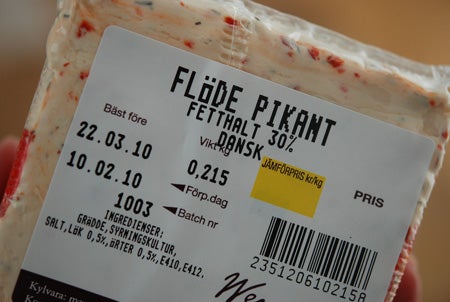 FLÖDE PIKANT
FETTHALT 30%
DANSK
Bäst före
Vikt kg
JÄMFÖRPRIS kr/kg
PRIS
22.03.10
0,215
10.02.10
Förp.dag
1003
Batch nr
INGREDIENSER:
GRÄDDE,SYRNINGSKULTUR,
SALT,LÖK 0,5%,ÖRTER 0,5%,E410,E412.
2351206102158
Kylvara: